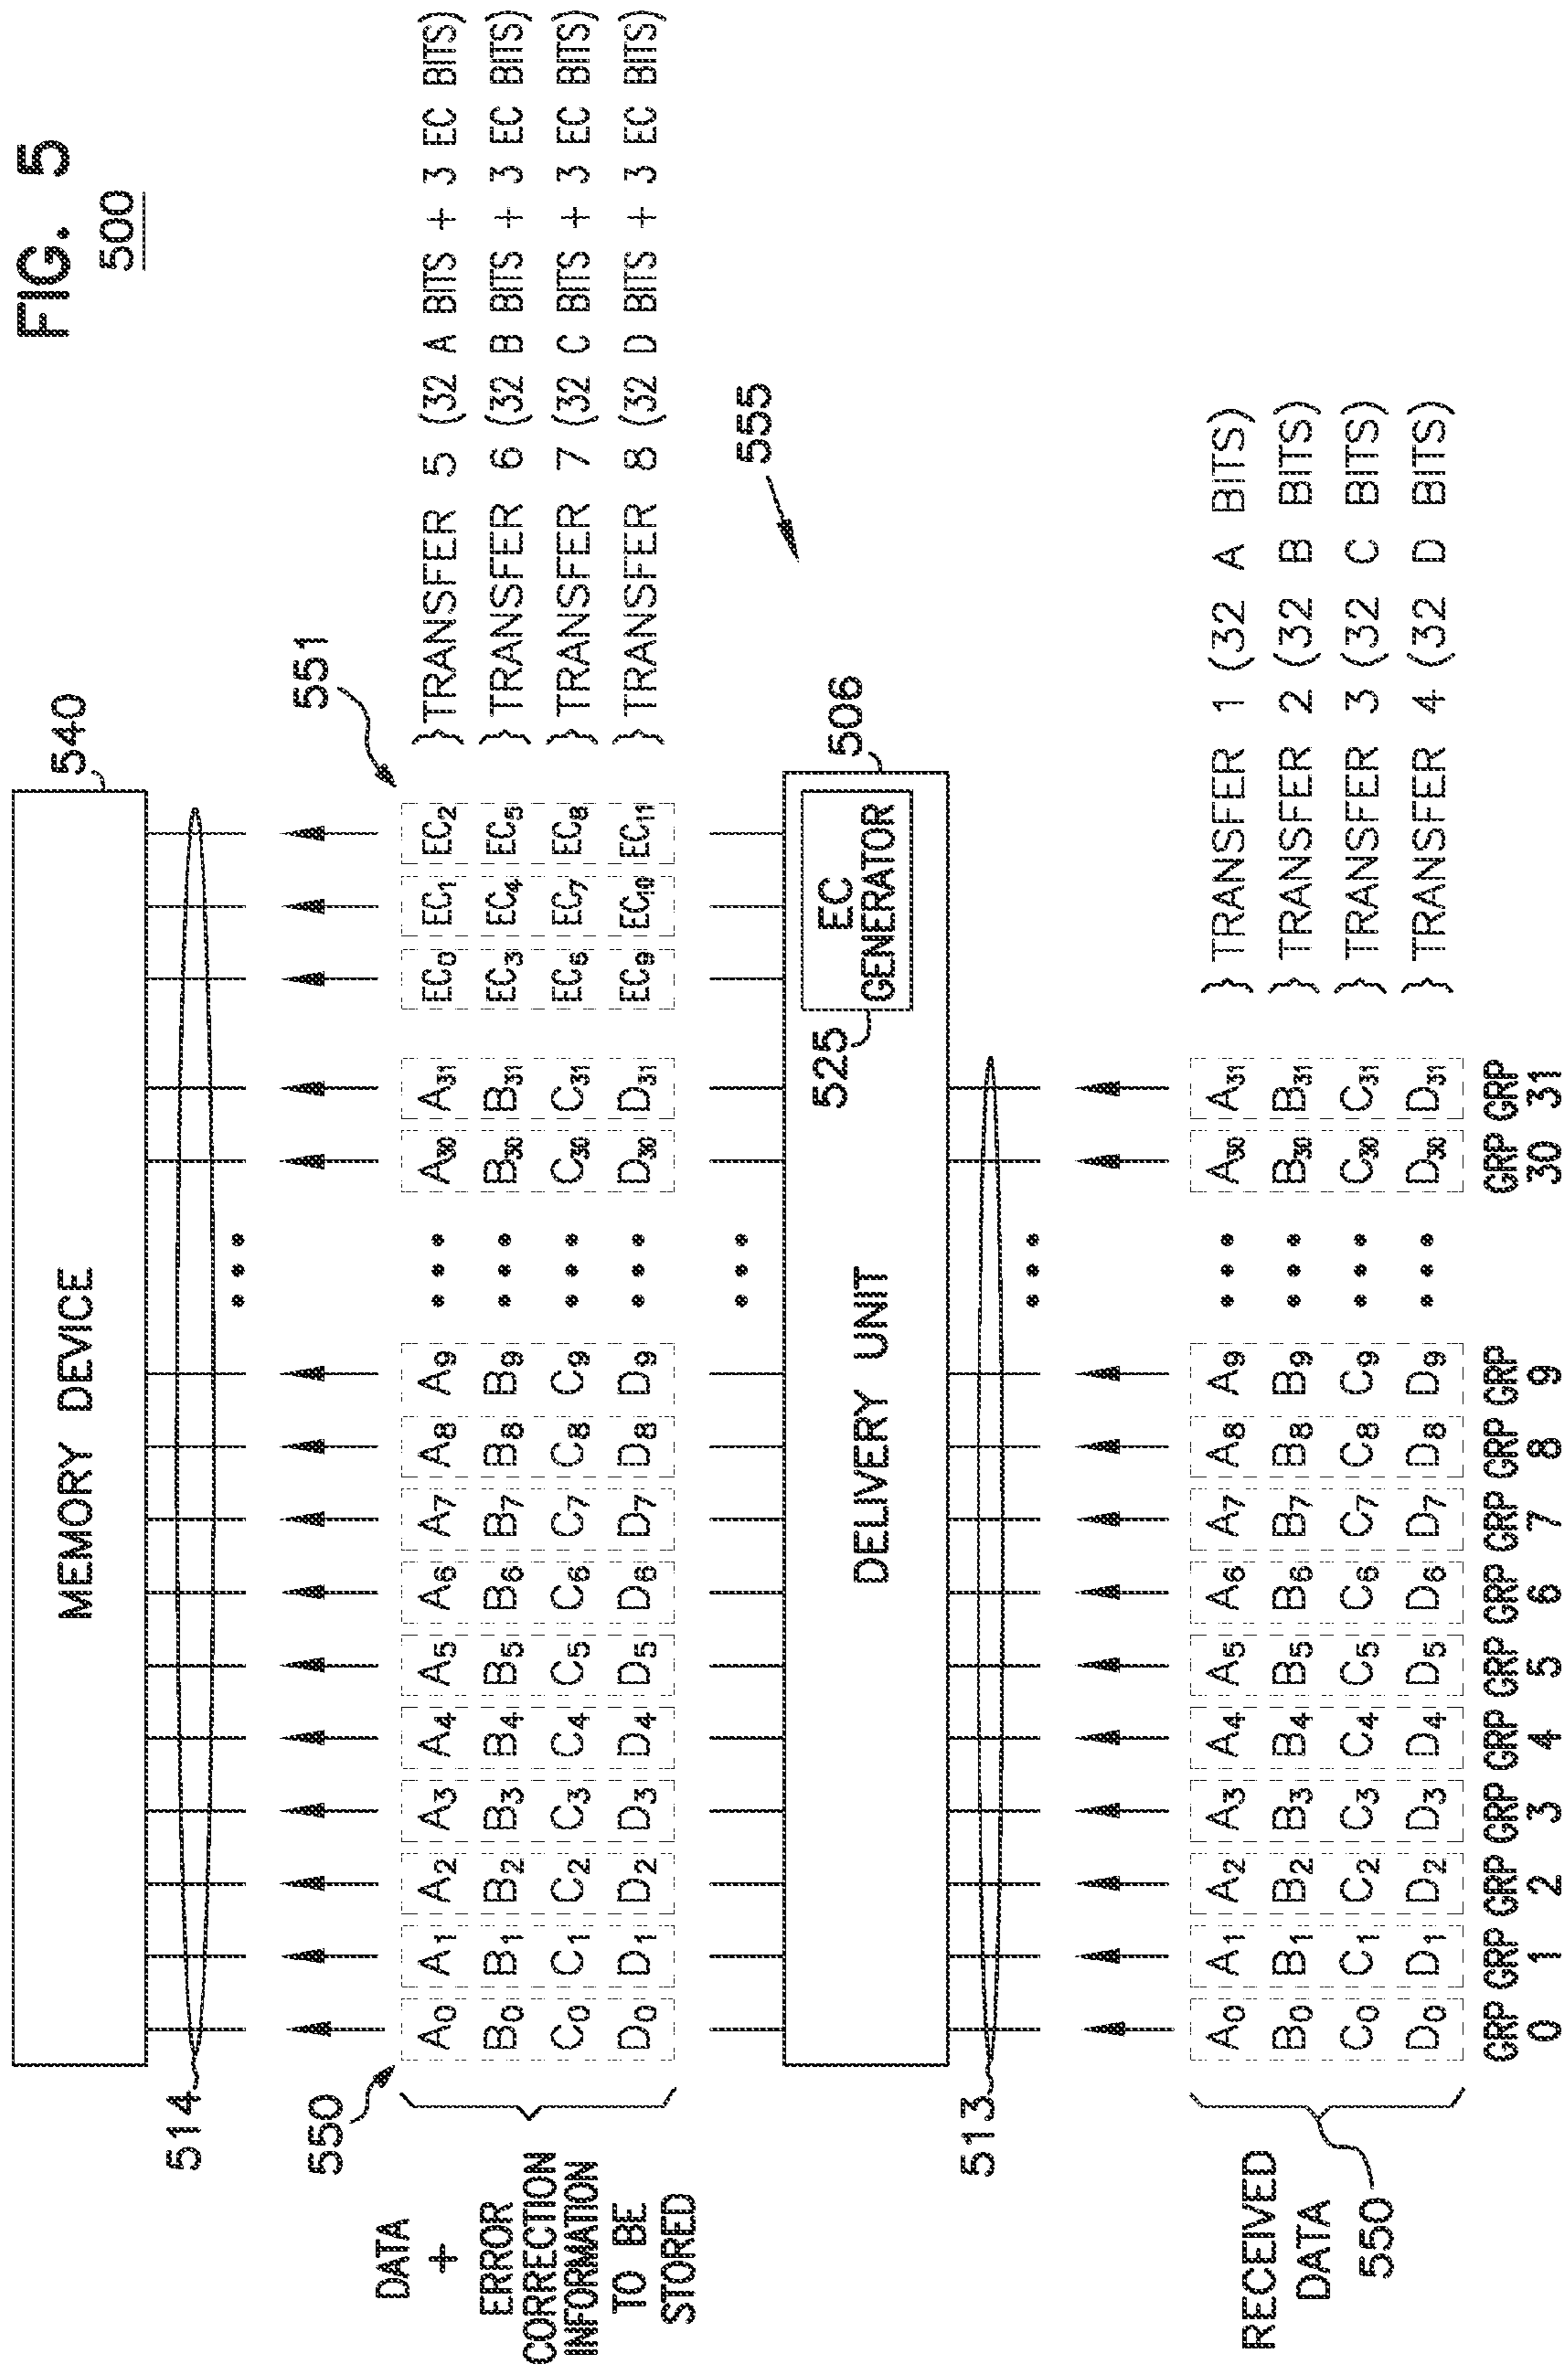 FIG. 5
500
MEMORY DEVICE
540
514
550
551
DATA
+
ERROR
CORRECTION
INFORMATION
TO BE
STORED
A0 A1 A2 A3 A4 A5 A6 A7 A8 A9 ••• A30 A31 EC0 EC1 EC2 }TRANSFER 5 (32 A BITS + 3 EC BITS)
B0 B1 B2 B3 B4 B5 B6 B7 B8 B9 ••• B30 B31 EC3 EC4 EC5 }TRANSFER 6 (32 B BITS + 3 EC BITS)
C0 C1 C2 C3 C4 C5 C6 C7 C8 C9 ••• C30 C31 EC6 EC7 EC8 }TRANSFER 7 (32 C BITS + 3 EC BITS)
D0 D1 D2 D3 D4 D5 D6 D7 D8 D9 ••• D30 D31 EC9 EC10 EC11 }TRANSFER 8 (32 D BITS + 3 EC BITS)
555
506
DELIVERY UNIT
525
EC
GENERATOR
513
RECEIVED
DATA
550
A0 A1 A2 A3 A4 A5 A6 A7 A8 A9 ••• A30 A31 }TRANSFER 1 (32 A BITS)
B0 B1 B2 B3 B4 B5 B6 B7 B8 B9 ••• B30 B31 }TRANSFER 2 (32 B BITS)
C0 C1 C2 C3 C4 C5 C6 C7 C8 C9 ••• C30 C31 }TRANSFER 3 (32 C BITS)
D0 D1 D2 D3 D4 D5 D6 D7 D8 D9 ••• D30 D31 }TRANSFER 4 (32 D BITS)
GRP GRP GRP GRP GRP GRP GRP GRP GRP GRP GRP GRP
0 1 2 3 4 5 6 7 8 9 30 31